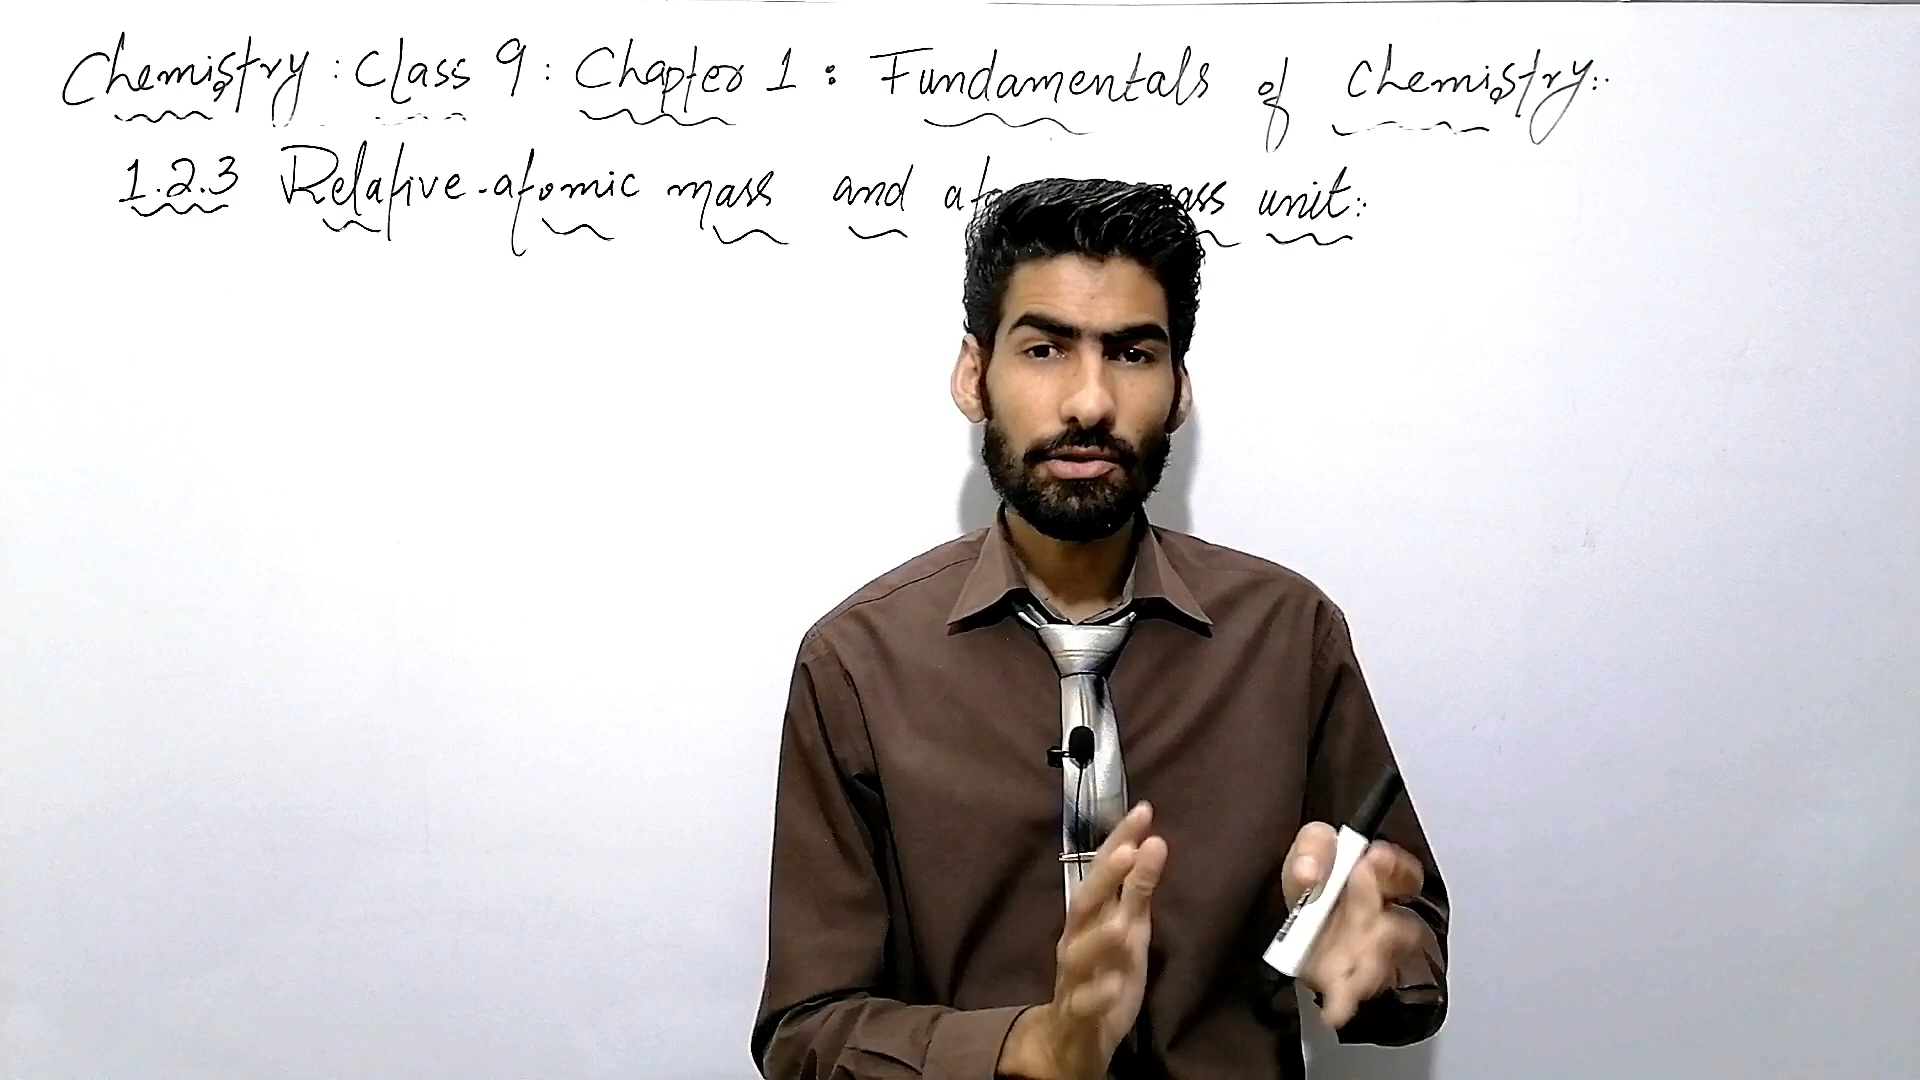 Chemistry : Class 9 : Chapter 1 : Fundamentals of Chemistry:
1.2.3 Relative-atomic mass and unit: